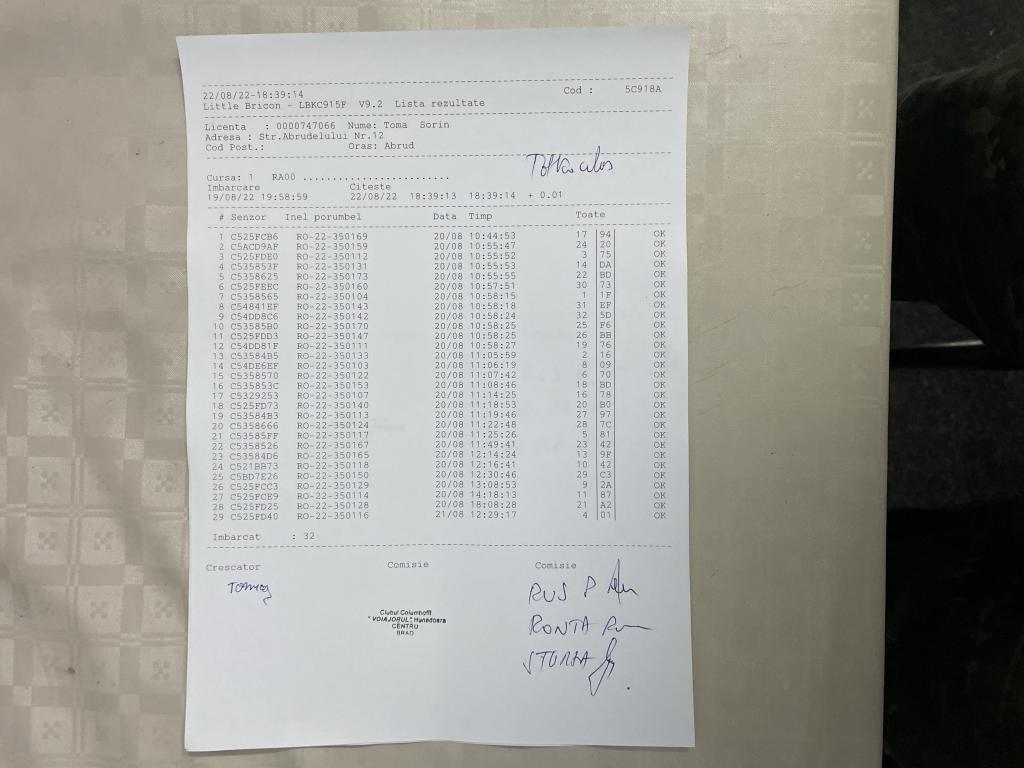 22/08/22-18:39:14 Cod : 5C918A
Little Bricon - LBKC915F V9.2 Lista rezultate
Licenta : 0000747066 Nume: Toma Sorin
Adresa : Str.Abrudelului Nr.12
Cod Post.: Oras: Abrud
Cursa: 1 RA00 .........................
Imbarcare Citeste
19/08/22 19:58:59 22/08/22 18:39:13 18:39:14 + 0.01
# Senzor Inel porumbel Data Timp Toate
1 C525FCB6 RO-22-350169 20/08 10:44:53 17 94 OK
2 C5ACD9AF RO-22-350159 20/08 10:55:47 24 20 OK
3 C525FDE0 RO-22-350112 20/08 10:55:52 3 75 OK
4 C535853F RO-22-350131 20/08 10:55:53 14 DA OK
5 C5358625 RO-22-350173 20/08 10:55:55 22 BD OK
6 C525FEEC RO-22-350160 20/08 10:57:51 30 73 OK
7 C5358565 RO-22-350104 20/08 10:58:15 1 1F OK
8 C54841EF RO-22-350143 20/08 10:58:18 31 EF OK
9 C54DD8C6 RO-22-350142 20/08 10:58:24 32 5D OK
10 C53585B0 RO-22-350170 20/08 10:58:25 25 F6 OK
11 C525FDD3 RO-22-350147 20/08 10:58:25 26 BB OK
12 C54DD81F RO-22-350111 20/08 10:58:27 19 76 OK
13 C53584B5 RO-22-350133 20/08 11:05:59 2 16 OK
14 C54DE6EF RO-22-350103 20/08 11:06:19 8 09 OK
15 C5358570 RO-22-350122 20/08 11:07:42 6 70 OK
16 C535853C RO-22-350153 20/08 11:08:46 18 BD OK
17 C5329253 RO-22-350107 20/08 11:14:25 16 78 OK
18 C525FD73 RO-22-350140 20/08 11:18:53 20 B0 OK
19 C53584B3 RO-22-350113 20/08 11:19:46 27 97 OK
20 C5358666 RO-22-350124 20/08 11:22:48 28 7C OK
21 C53585FF RO-22-350117 20/08 11:25:26 5 81 OK
22 C5358526 RO-22-350167 20/08 11:49:41 23 42 OK
23 C53584D6 RO-22-350165 20/08 12:14:24 13 9F OK
24 C521BB73 RO-22-350118 20/08 12:16:41 10 42 OK
25 C5BD7E26 RO-22-350150 20/08 12:30:46 29 C3 OK
26 C525FCC3 RO-22-350129 20/08 13:08:53 9 2A OK
27 C525FCE9 RO-22-350114 20/08 14:18:13 11 87 OK
28 C525FD25 RO-22-350128 20/08 18:08:28 21 A2 OK
29 C525FD40 RO-22-350116 21/08 12:29:17 4 01 OK
Imbarcat : 32
Crescator Comisie Comisie
Clubul Columbofil
"VOIAJORUL" Hunedoara
CENTRU
BRAD
RUS P
RONTA
STURZA